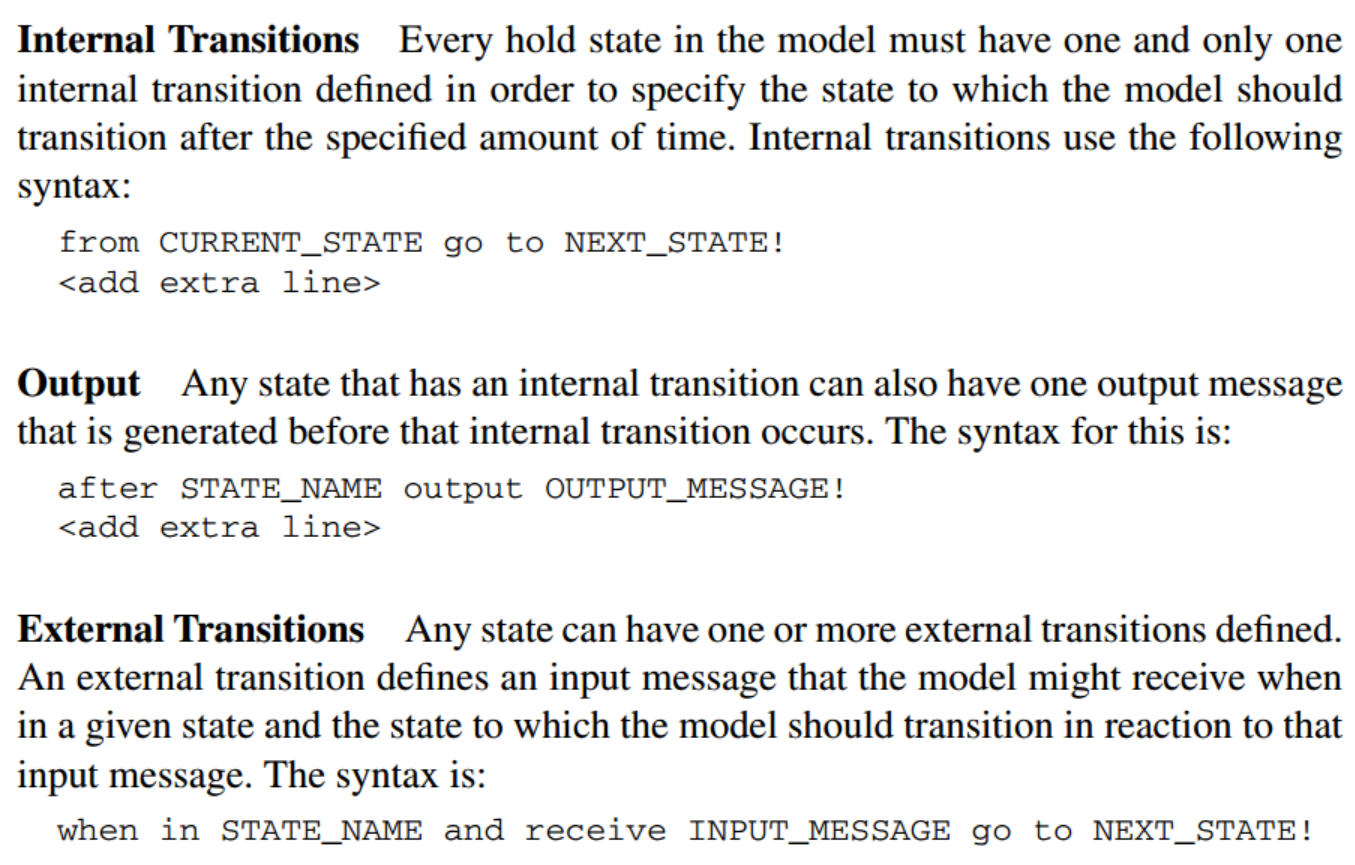 Internal Transitions Every hold state in the model must have one and only one
internal transition defined in order to specify the state to which the model should
transition after the specified amount of time. Internal transitions use the following
syntax:
from CURRENT_STATE go to NEXT_STATE!
<add extra line>
Output Any state that has an internal transition can also have one output message
that is generated before that internal transition occurs. The syntax for this is:
after STATE_NAME output OUTPUT_MESSAGE!
<add extra line>
External Transitions Any state can have one or more external transitions defined.
An external transition defines an input message that the model might receive when
in a given state and the state to which the model should transition in reaction to that
input message. The syntax is:
when in STATE_NAME and receive INPUT_MESSAGE go to NEXT_STATE!